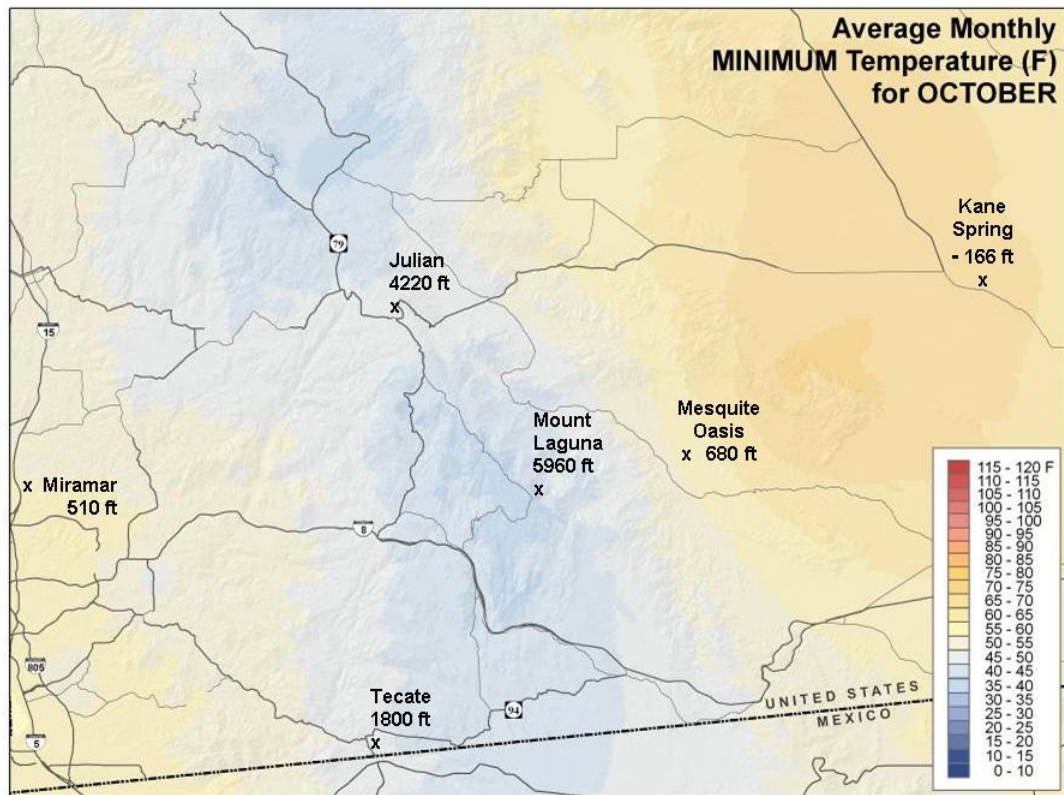 Average Monthly
MINIMUM Temperature (F)
for OCTOBER
Kane
Spring
- 166 ft
x
79
Julian
4220 ft
x
15
Mount
Laguna
5960 ft
x
Mesquite
Oasis
x 680 ft
x Miramar
510 ft
8
115 - 120 F
110 - 115
105 - 110
100 - 105
95 - 100
90 - 95
85 - 90
80 - 85
75 - 80
70 - 75
65 - 70
60 - 65
55 - 60
50 - 55
45 - 50
40 - 45
35 - 40
30 - 35
25 - 30
20 - 25
15 - 20
10 - 15
0 - 10
805
Tecate
1800 ft
x
94
UNITED STATES
MEXICO
5